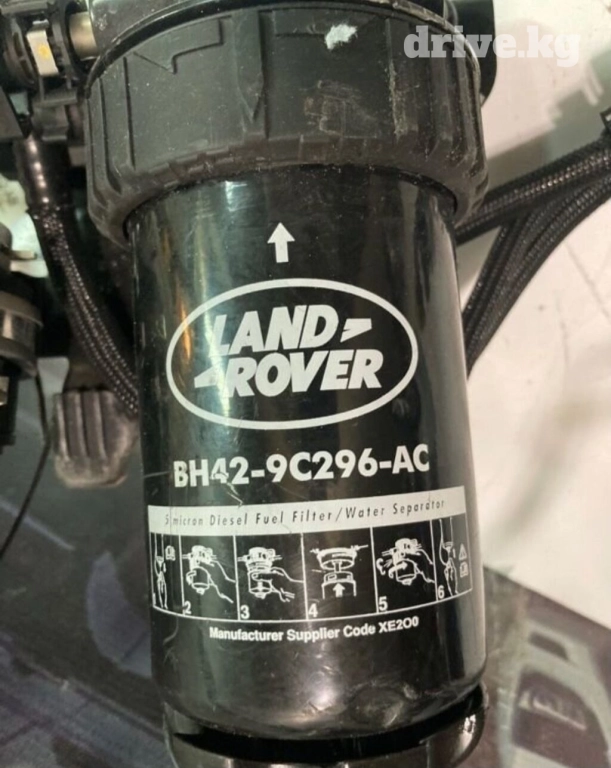 drive.kg
LAND
ROVER
BH42-9C296-AC
5 micron Diesel Fuel Filter/Water Separator
2 3 4 5 6
Manufacturer Supplier Code XE200